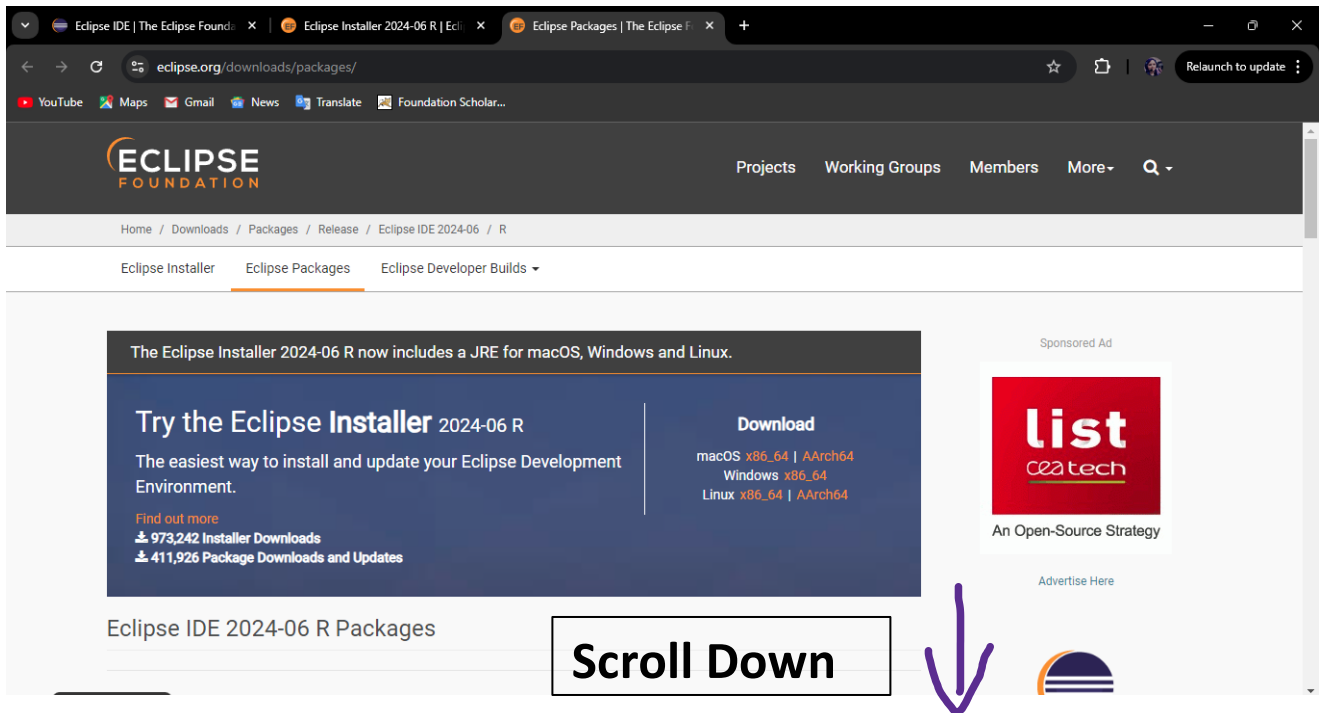 Eclipse IDE | The Eclipse Founda
Eclipse Installer 2024-06 R | Ecli
Eclipse Packages | The Eclipse F
eclipse.org/downloads/packages/
Relaunch to update
YouTube Maps Gmail News Translate Foundation Scholar...
ECLIPSE
FOUNDATION
Projects Working Groups Members More
Home / Downloads / Packages / Release / Eclipse IDE 2024-06 / R
Eclipse Installer Eclipse Packages Eclipse Developer Builds
The Eclipse Installer 2024-06 R now includes a JRE for macOS, Windows and Linux.
Try the Eclipse Installer 2024-06 R
The easiest way to install and update your Eclipse Development
Environment.
Find out more
973,242 Installer Downloads
411,926 Package Downloads and Updates
Download
macOS x86_64 | AArch64
Windows x86_64
Linux x86_64 | AArch64
Sponsored Ad
list
ceatech
An Open-Source Strategy
Advertise Here
Eclipse IDE 2024-06 R Packages
Scroll Down